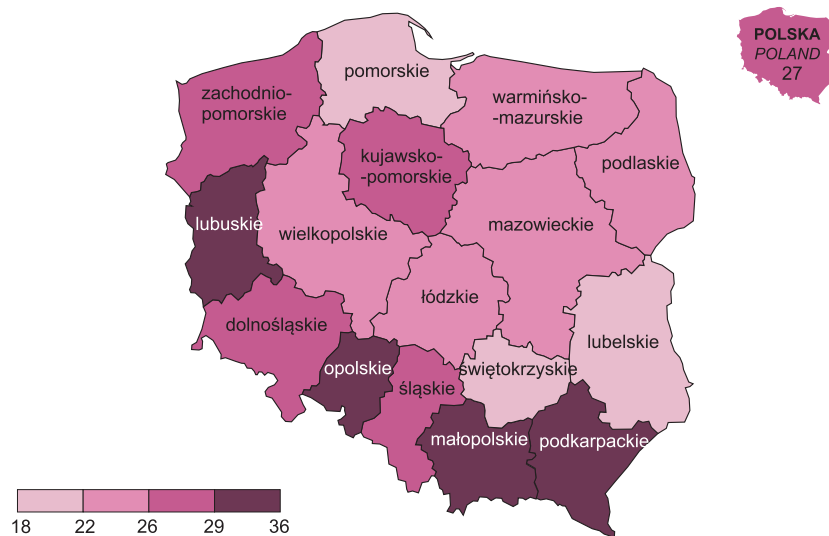 POLSKA
POLAND
27
pomorskie
zachodnio-
-pomorskie
warmińsko-
-mazurskie
kujawsko-
-pomorskie
podlaskie
lubuskie
wielkopolskie
mazowieckie
łódzkie
dolnośląskie
lubelskie
opolskie
śląskie
świętokrzyskie
małopolskie
podkarpackie
18 22 26 29 36